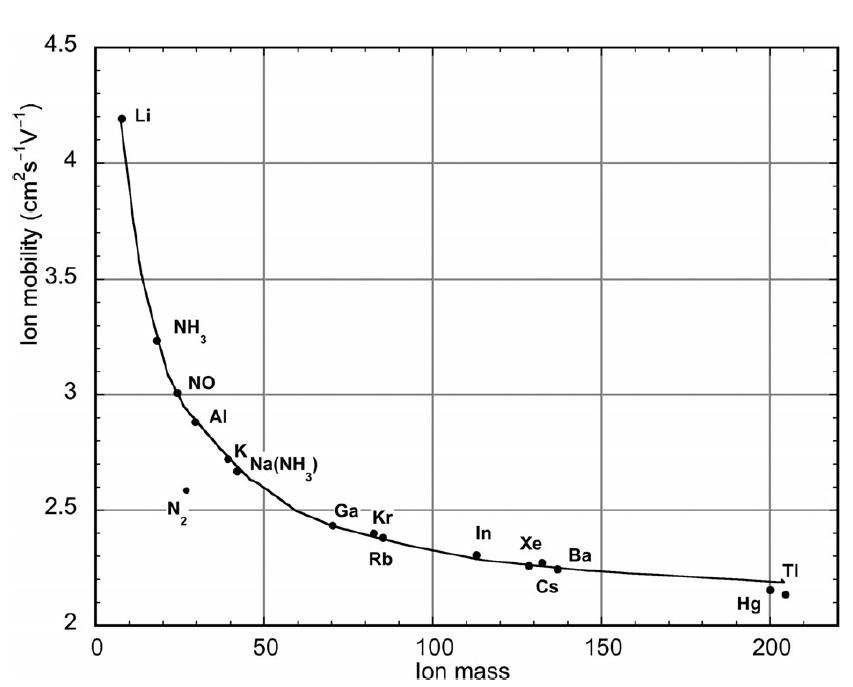 4.5
4
3.5
3
2.5
2
Ion mobility (cm²s⁻¹V⁻¹)
Li
NH₃
NO
Al
K
Na(NH₃)
N₂
Ga
Kr
Rb
In
Xe
Cs
Ba
Tl
Hg
0 50 100 150 200
Ion mass